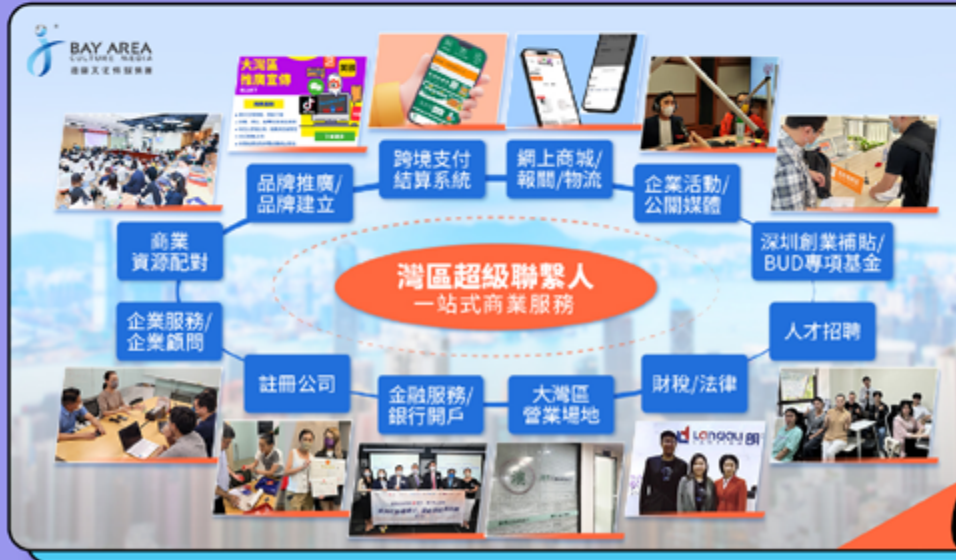 BAY AREA
CULTURE MEDIA
大灣區
推廣宣傳
跨境支付
結算系統
網上商城/
報關/物流
品牌推廣/
品牌建立
企業活動/
公關媒體
商業
資源配對
深圳創業補貼/
BUD專項基金
灣區超級聯繫人
一站式商業服務
企業服務/
企業顧問
人才招聘
註冊公司
金融服務/
銀行開戶
大灣區
營業場地
財稅/法律